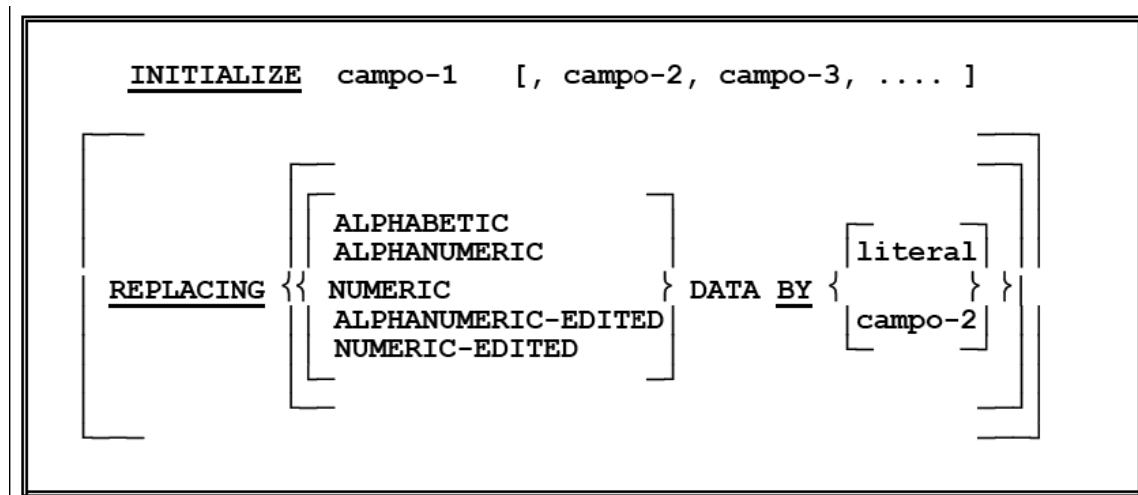 INITIALIZE campo-1 [, campo-2, campo-3, .... ]
ALPHABETIC
ALPHANUMERIC literal
REPLACING {{ NUMERIC } DATA BY { } }
ALPHANUMERIC-EDITED campo-2
NUMERIC-EDITED